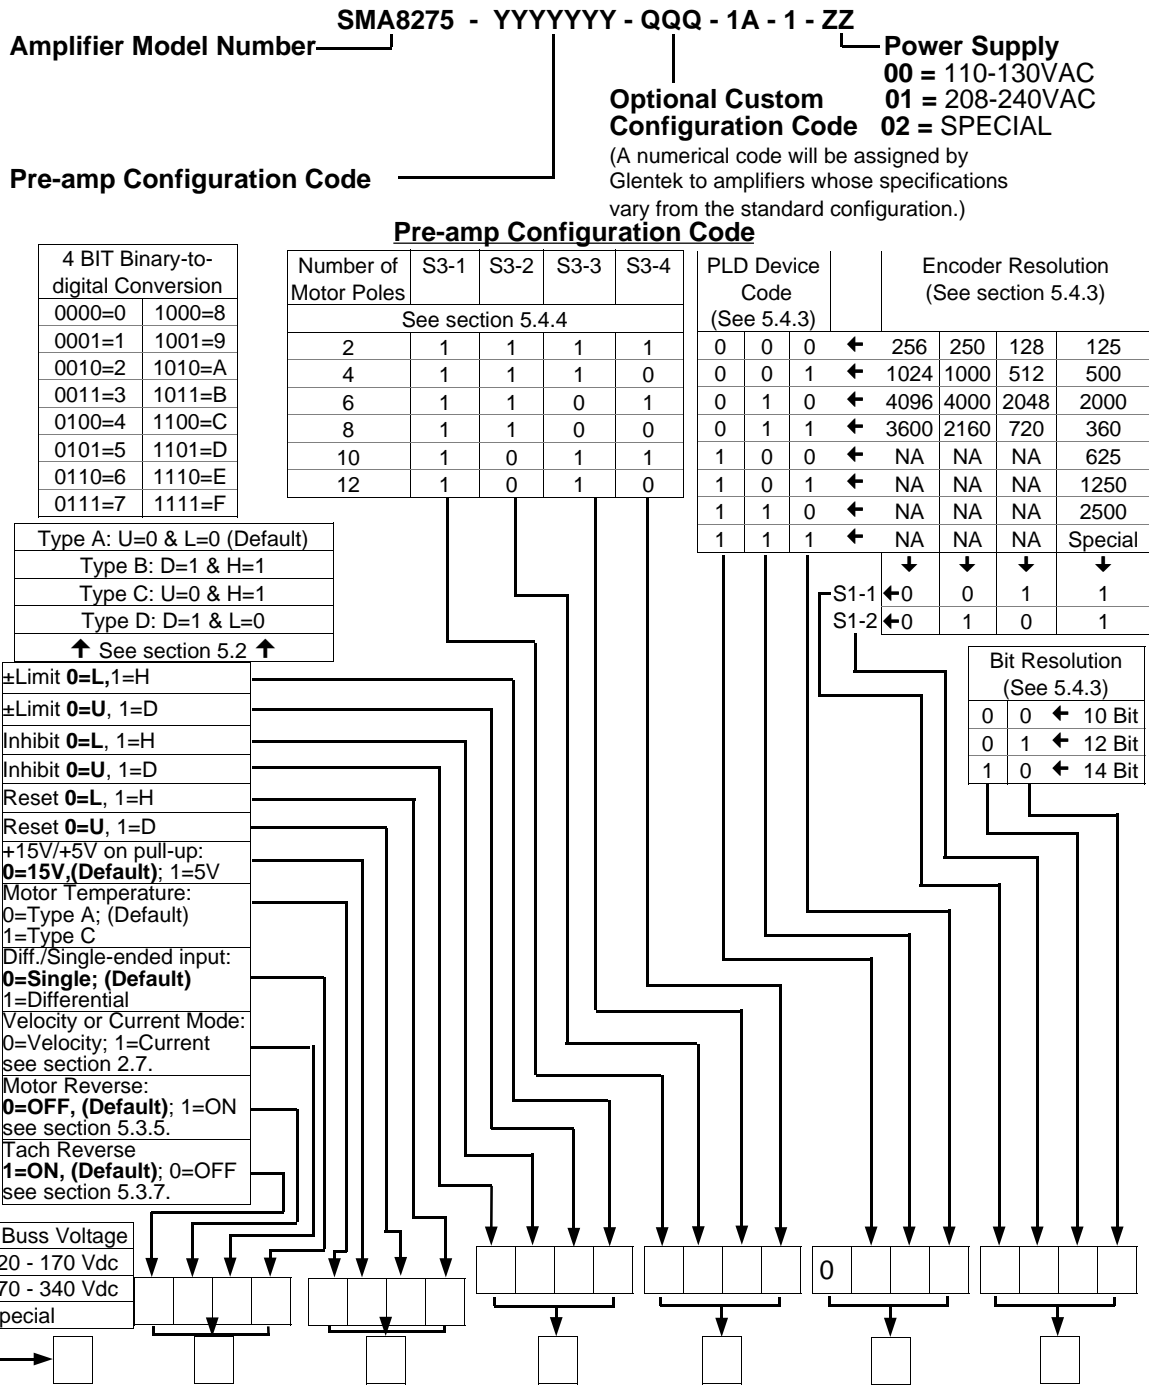 SMA8275 - YYYYYYY - QQQ - 1A - 1 - ZZ
Amplifier Model Number
Power Supply
00 = 110-130VAC
01 = 208-240VAC
02 = SPECIAL
Optional Custom
Configuration Code
(A numerical code will be assigned by
Glentek to amplifiers whose specifications
vary from the standard configuration.)
Pre-amp Configuration Code
Pre-amp Configuration Code
4 BIT Binary-to-
digital Conversion
0000=0 1000=8
0001=1 1001=9
0010=2 1010=A
0011=3 1011=B
0100=4 1100=C
0101=5 1101=D
0110=6 1110=E
0111=7 1111=F
Number of
Motor Poles S3-1 S3-2 S3-3 S3-4
See section 5.4.4
2 1 1 1 1
4 1 1 1 0
6 1 1 0 1
8 1 1 0 0
10 1 0 1 1
12 1 0 1 0
PLD Device
Code
(See 5.4.3)
Encoder Resolution
(See section 5.4.3)
0 0 0 ← 256 250 128 125
0 0 1 ← 1024 1000 512 500
0 1 0 ← 4096 4000 2048 2000
0 1 1 ← 3600 2160 720 360
1 0 0 ← NA NA NA 625
1 0 1 ← NA NA NA 1250
1 1 0 ← NA NA NA 2500
1 1 1 ← NA NA NA Special
↓ ↓ ↓ ↓
S1-1 ←0 0 1 1
S1-2 ←0 1 0 1
Type A: U=0 & L=0 (Default)
Type B: D=1 & H=1
Type C: U=0 & H=1
Type D: D=1 & L=0
↑ See section 5.2 ↑
Bit Resolution
(See 5.4.3)
0 0 ← 10 Bit
0 1 ← 12 Bit
1 0 ← 14 Bit
±Limit 0=L,1=H
±Limit 0=U, 1=D
Inhibit 0=L, 1=H
Inhibit 0=U, 1=D
Reset 0=L, 1=H
Reset 0=U, 1=D
+15V/+5V on pull-up:
0=15V,(Default); 1=5V
Motor Temperature:
0=Type A; (Default)
1=Type C
Diff./Single-ended input:
0=Single; (Default)
1=Differential
Velocity or Current Mode:
0=Velocity; 1=Current
see section 2.7.
Motor Reverse:
0=OFF, (Default); 1=ON
see section 5.3.5.
Tach Reverse
1=ON, (Default); 0=OFF
see section 5.3.7.
Buss Voltage
20 - 170 Vdc
70 - 340 Vdc
pecial
0